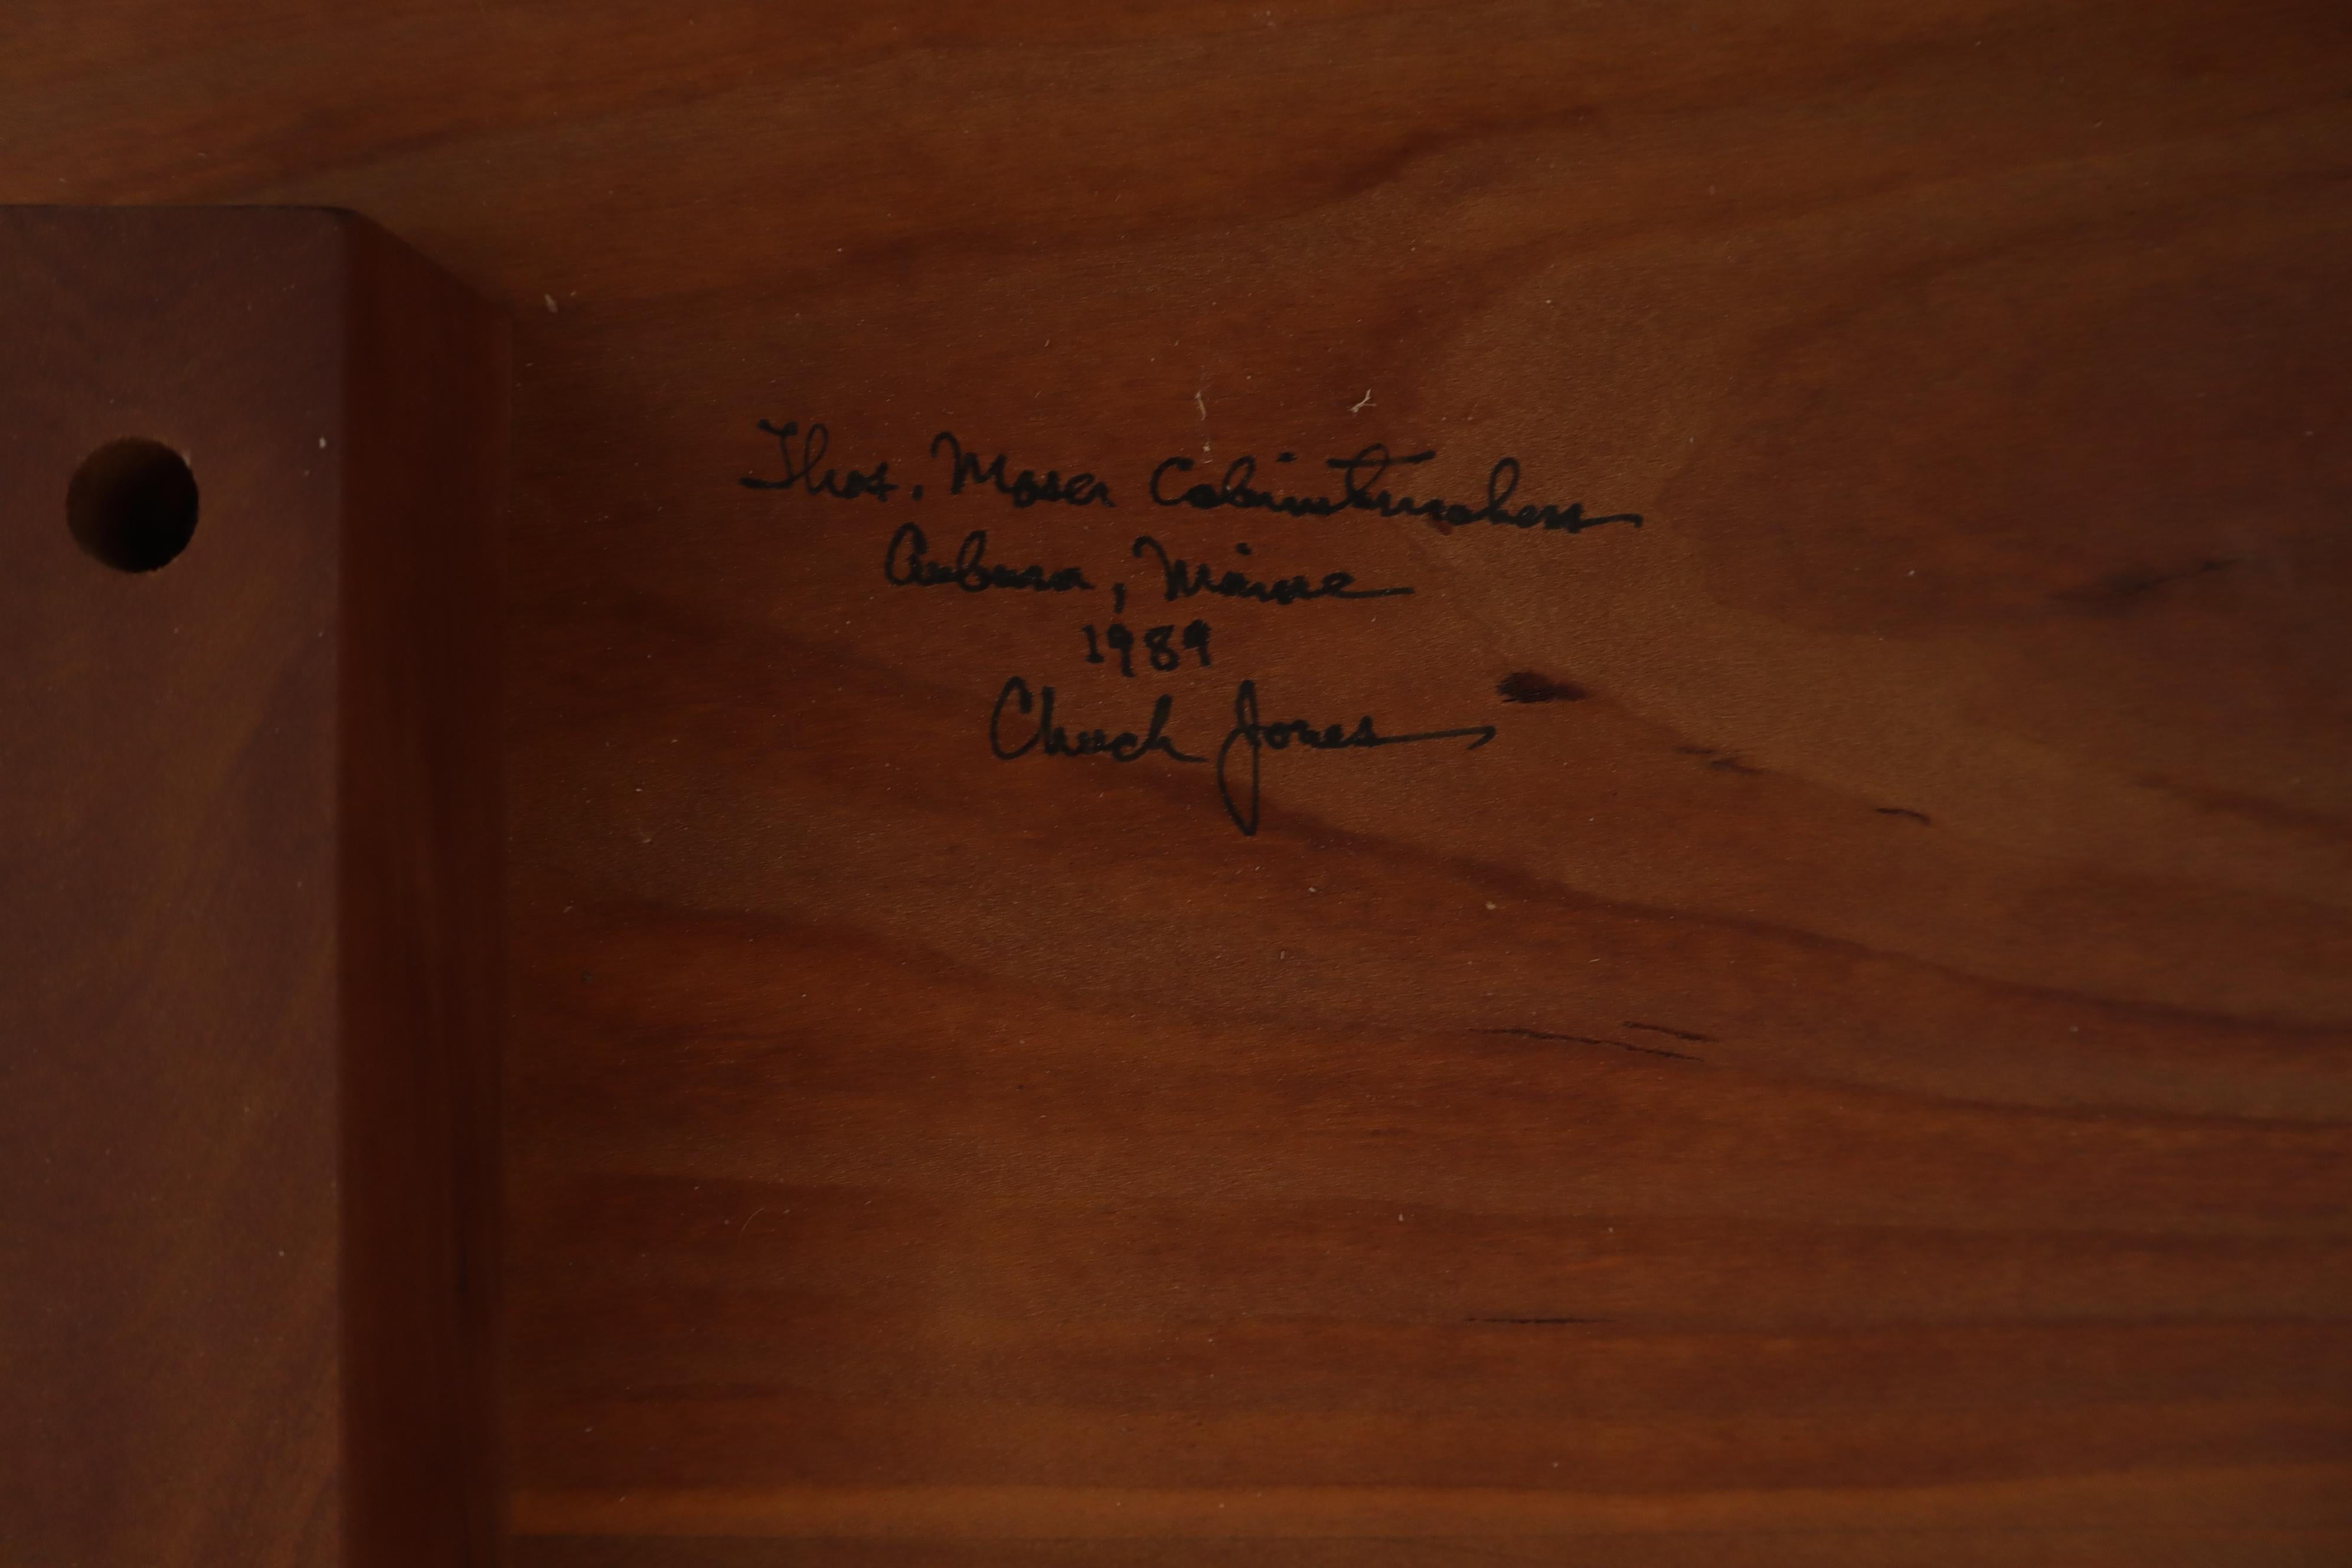 Thos. Moser Cabinetmakers
Auburn, Maine
1989
Chuck Jones